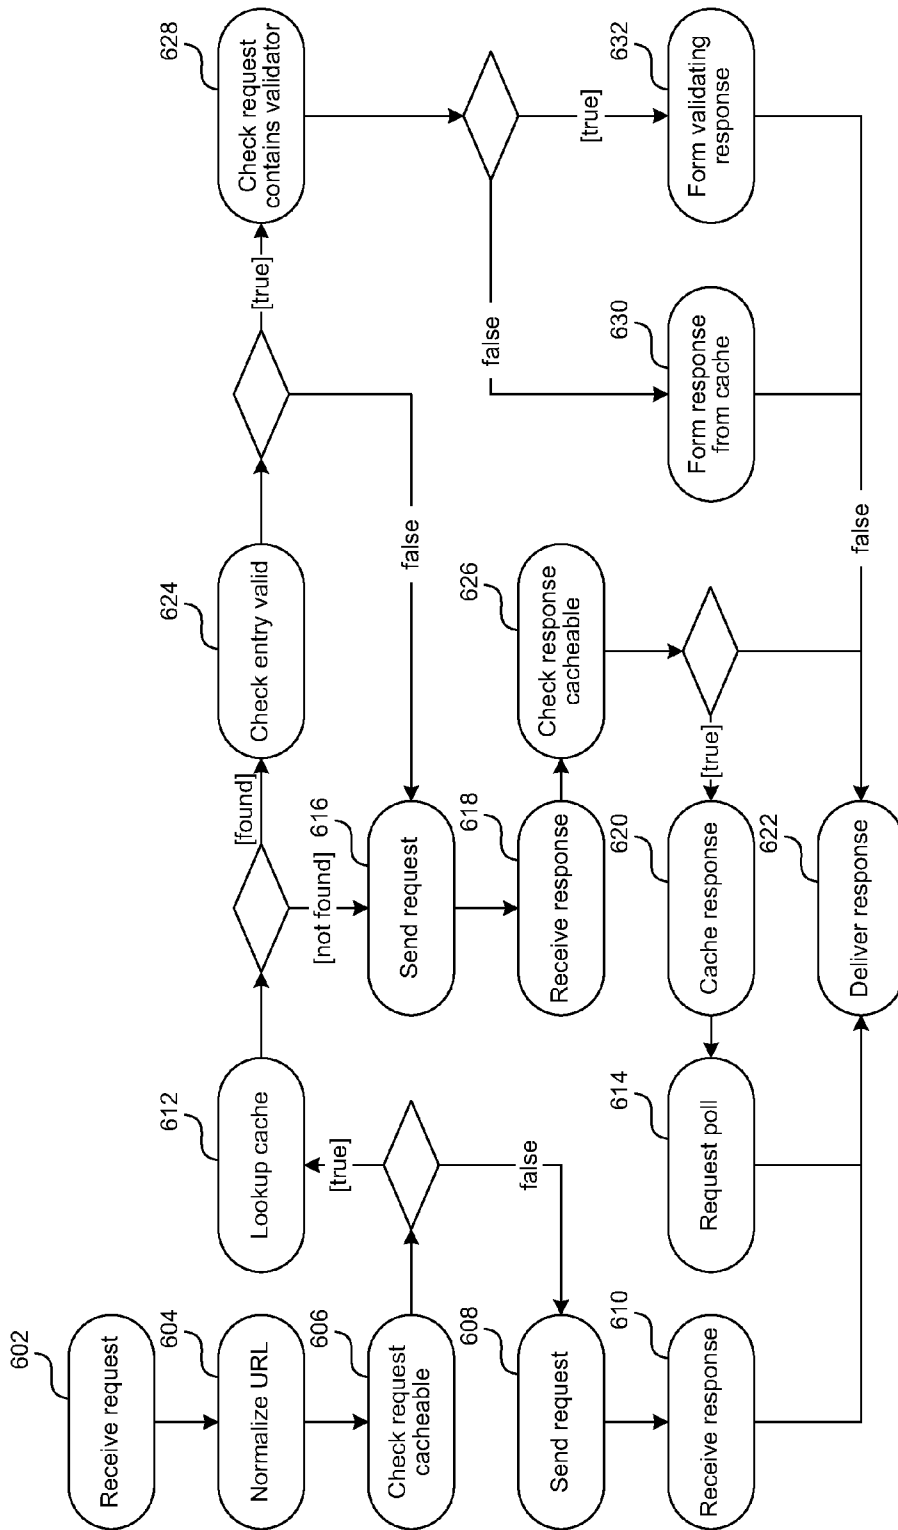 602
Receive request
604
Normalize URL
606
Check request
cacheable
[true]
false
608
Send request
610
Receive response
612
Lookup cache
[found]
[not found]
616
Send request
618
Receive response
620
Cache response
614
Request poll
622
Deliver response
624
Check entry valid
[true]
false
626
Check response
cacheable
[true]
false
628
Check request
contains validator
[true]
false
630
Form response
from cache
632
Form validating
response